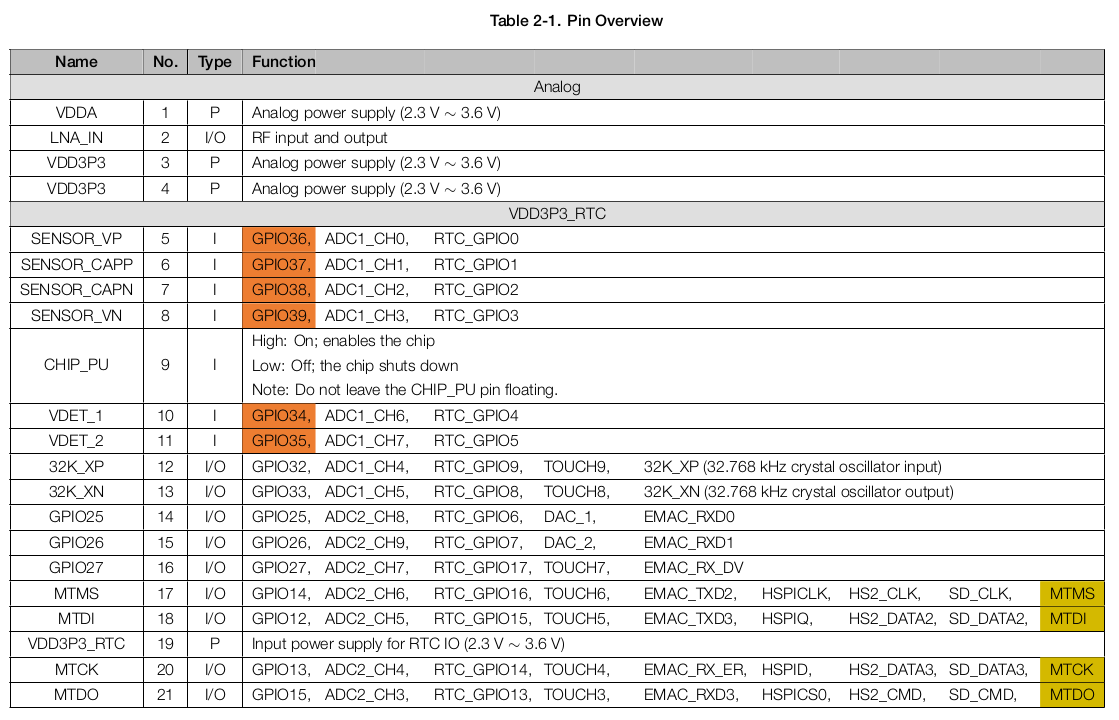 Table 2-1. Pin Overview
Name No. Type Function
Analog
VDDA 1 P Analog power supply (2.3 V ∼ 3.6 V)
LNA_IN 2 I/O RF input and output
VDD3P3 3 P Analog power supply (2.3 V ∼ 3.6 V)
VDD3P3 4 P Analog power supply (2.3 V ∼ 3.6 V)
VDD3P3_RTC
SENSOR_VP 5 I GPIO36, ADC1_CH0, RTC_GPIO0
SENSOR_CAPP 6 I GPIO37, ADC1_CH1, RTC_GPIO1
SENSOR_CAPN 7 I GPIO38, ADC1_CH2, RTC_GPIO2
SENSOR_VN 8 I GPIO39, ADC1_CH3, RTC_GPIO3
High: On; enables the chip
CHIP_PU 9 I Low: Off; the chip shuts down
Note: Do not leave the CHIP_PU pin floating.
VDET_1 10 I GPIO34, ADC1_CH6, RTC_GPIO4
VDET_2 11 I GPIO35, ADC1_CH7, RTC_GPIO5
32K_XP 12 I/O GPIO32, ADC1_CH4, RTC_GPIO9, TOUCH9, 32K_XP (32.768 kHz crystal oscillator input)
32K_XN 13 I/O GPIO33, ADC1_CH5, RTC_GPIO8, TOUCH8, 32K_XN (32.768 kHz crystal oscillator output)
GPIO25 14 I/O GPIO25, ADC2_CH8, RTC_GPIO6, DAC_1, EMAC_RXD0
GPIO26 15 I/O GPIO26, ADC2_CH9, RTC_GPIO7, DAC_2, EMAC_RXD1
GPIO27 16 I/O GPIO27, ADC2_CH7, RTC_GPIO17, TOUCH7, EMAC_RX_DV
MTMS 17 I/O GPIO14, ADC2_CH6, RTC_GPIO16, TOUCH6, EMAC_TXD2, HSPICLK, HS2_CLK, SD_CLK, MTMS
MTDI 18 I/O GPIO12, ADC2_CH5, RTC_GPIO15, TOUCH5, EMAC_TXD3, HSPIQ, HS2_DATA2, SD_DATA2, MTDI
VDD3P3_RTC 19 P Input power supply for RTC IO (2.3 V ∼ 3.6 V)
MTCK 20 I/O GPIO13, ADC2_CH4, RTC_GPIO14, TOUCH4, EMAC_RX_ER, HSPID, HS2_DATA3, SD_DATA3, MTCK
MTDO 21 I/O GPIO15, ADC2_CH3, RTC_GPIO13, TOUCH3, EMAC_RXD3, HSPICS0, HS2_CMD, SD_CMD, MTDO